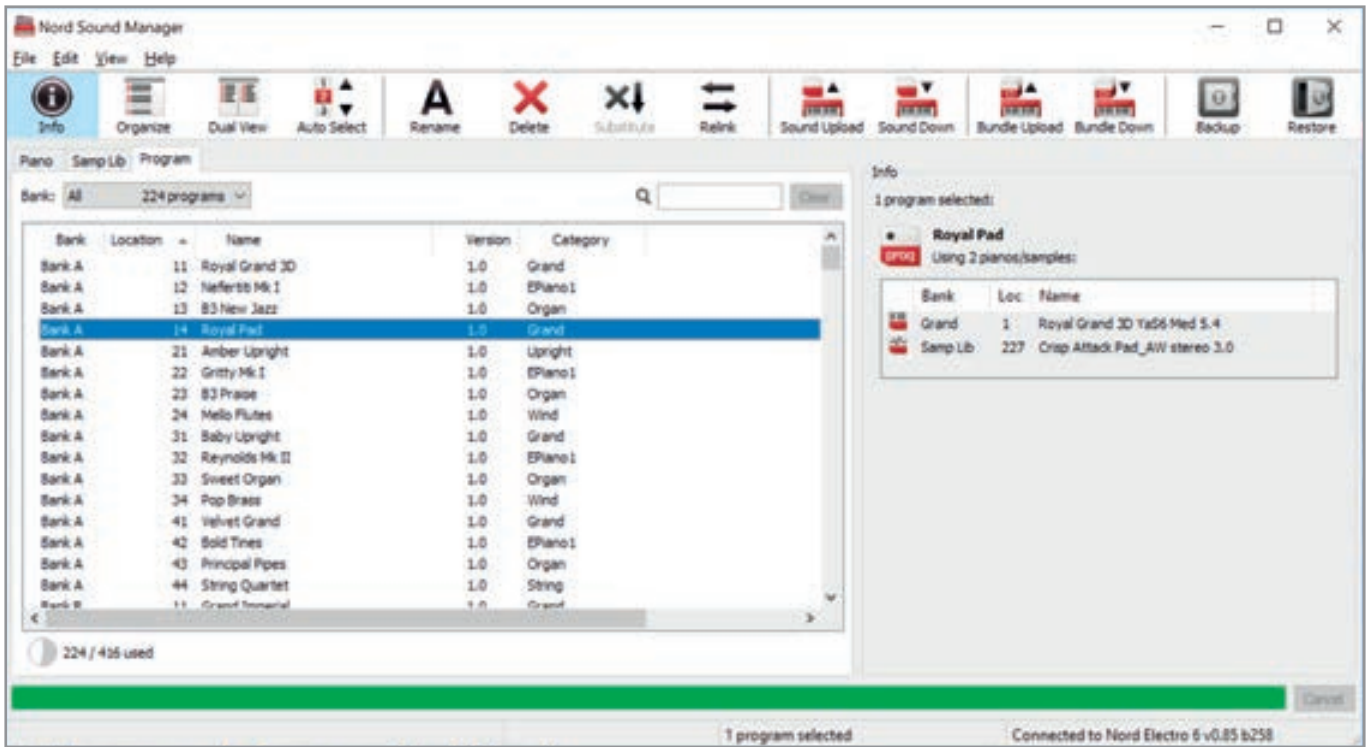 Nord Sound Manager
File Edit View Help
Info Organize Dual View Auto Select Rename Delete Substitute Relink Sound Upload Sound Down Bundle Upload Bundle Down Backup Restore
Piano Samp Lib Program
Bank: All 224 programs Clear
Bank Location Name Version Category
Bank A 11 Royal Grand 3D 1.0 Grand
Bank A 12 Nefertiti Mk I 1.0 EPiano1
Bank A 13 B3 New Jazz 1.0 Organ
Bank A 14 Royal Pad 1.0 Grand
Bank A 21 Amber Upright 1.0 Upright
Bank A 22 Gritty Mk I 1.0 EPiano1
Bank A 23 B3 Praise 1.0 Organ
Bank A 24 Mello Flutes 1.0 Wind
Bank A 31 Baby Upright 1.0 Grand
Bank A 32 Reynolds Mk II 1.0 EPiano1
Bank A 33 Sweet Organ 1.0 Organ
Bank A 34 Pop Brass 1.0 Wind
Bank A 41 Velvet Grand 1.0 Grand
Bank A 42 Bold Tines 1.0 EPiano1
Bank A 43 Principal Pipes 1.0 Organ
Bank A 44 String Quartet 1.0 String
Bank B 11 Grand Imperial 1.0 Grand
224 / 416 used
Info
1 program selected:
Royal Pad
Using 2 pianos/samples:
Bank Loc Name
Grand 1 Royal Grand 3D YaS6 Med 5.4
Samp Lib 227 Crisp Attack Pad_AW stereo 3.0
Cancel
1 program selected Connected to Nord Electro 6 v0.85 b258